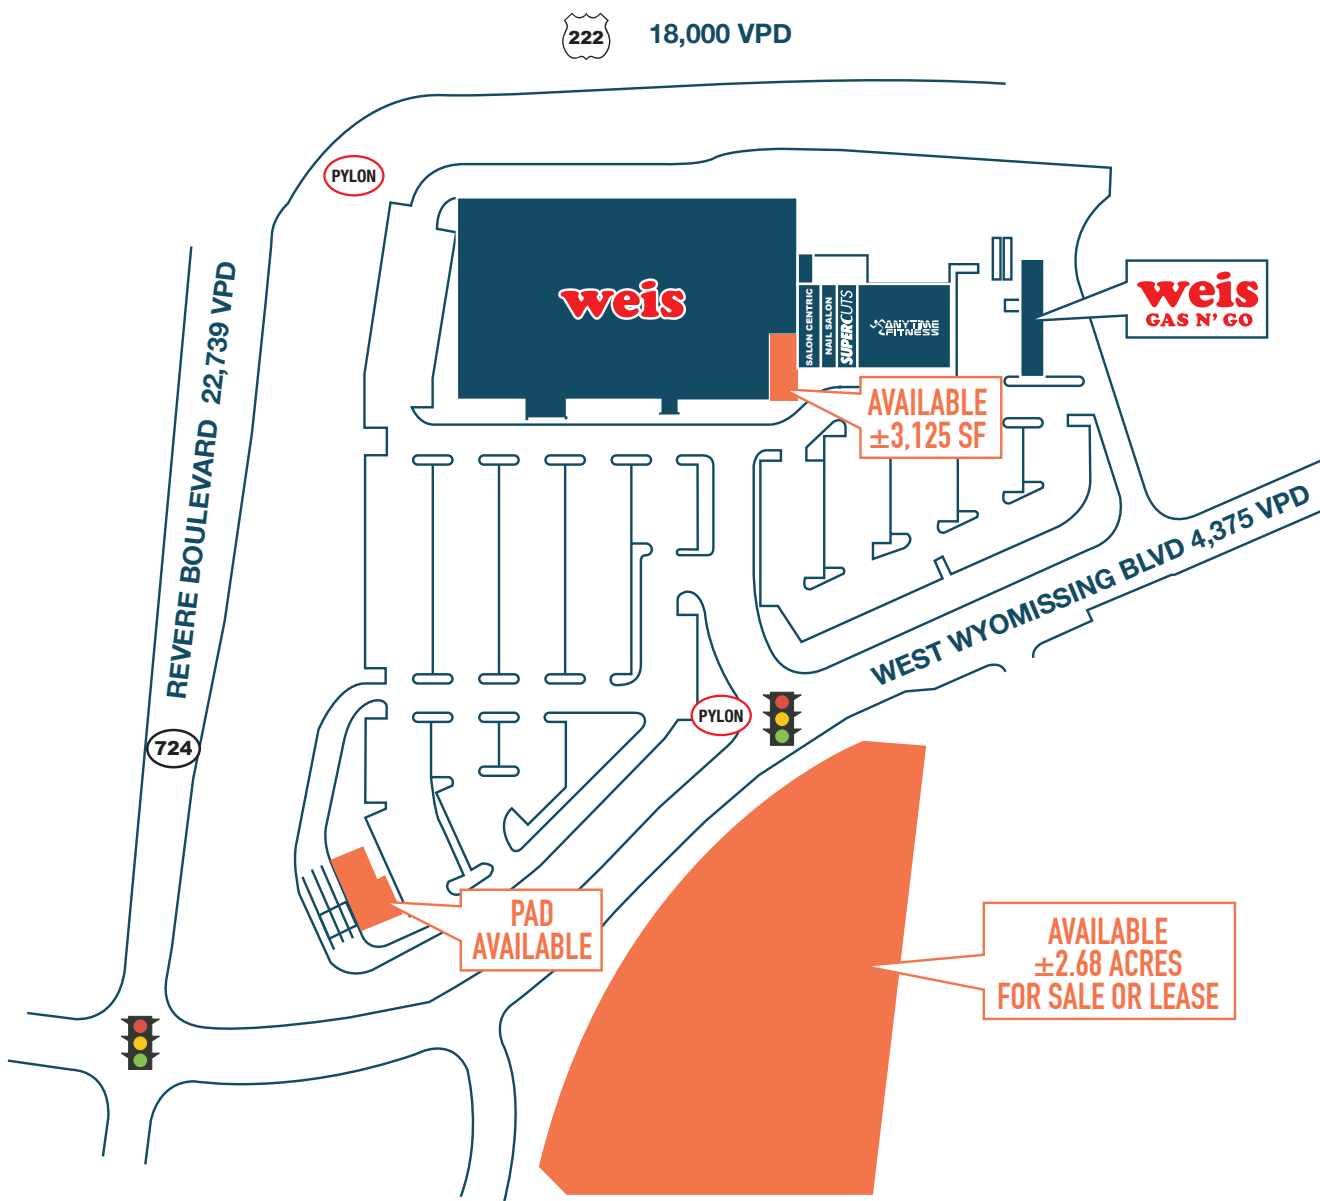 222
18,000 VPD
PYLON
REVERE BOULEVARD 22,739 VPD
724
weis
SALON CENTRIC
NAIL SALON
SUPERCUTS
ANYTIME
FITNESS
weis
GAS N' GO
AVAILABLE
±3,125 SF
WEST WYOMISSING BLVD 4,375 VPD
PYLON
PAD
AVAILABLE
AVAILABLE
±2.68 ACRES
FOR SALE OR LEASE